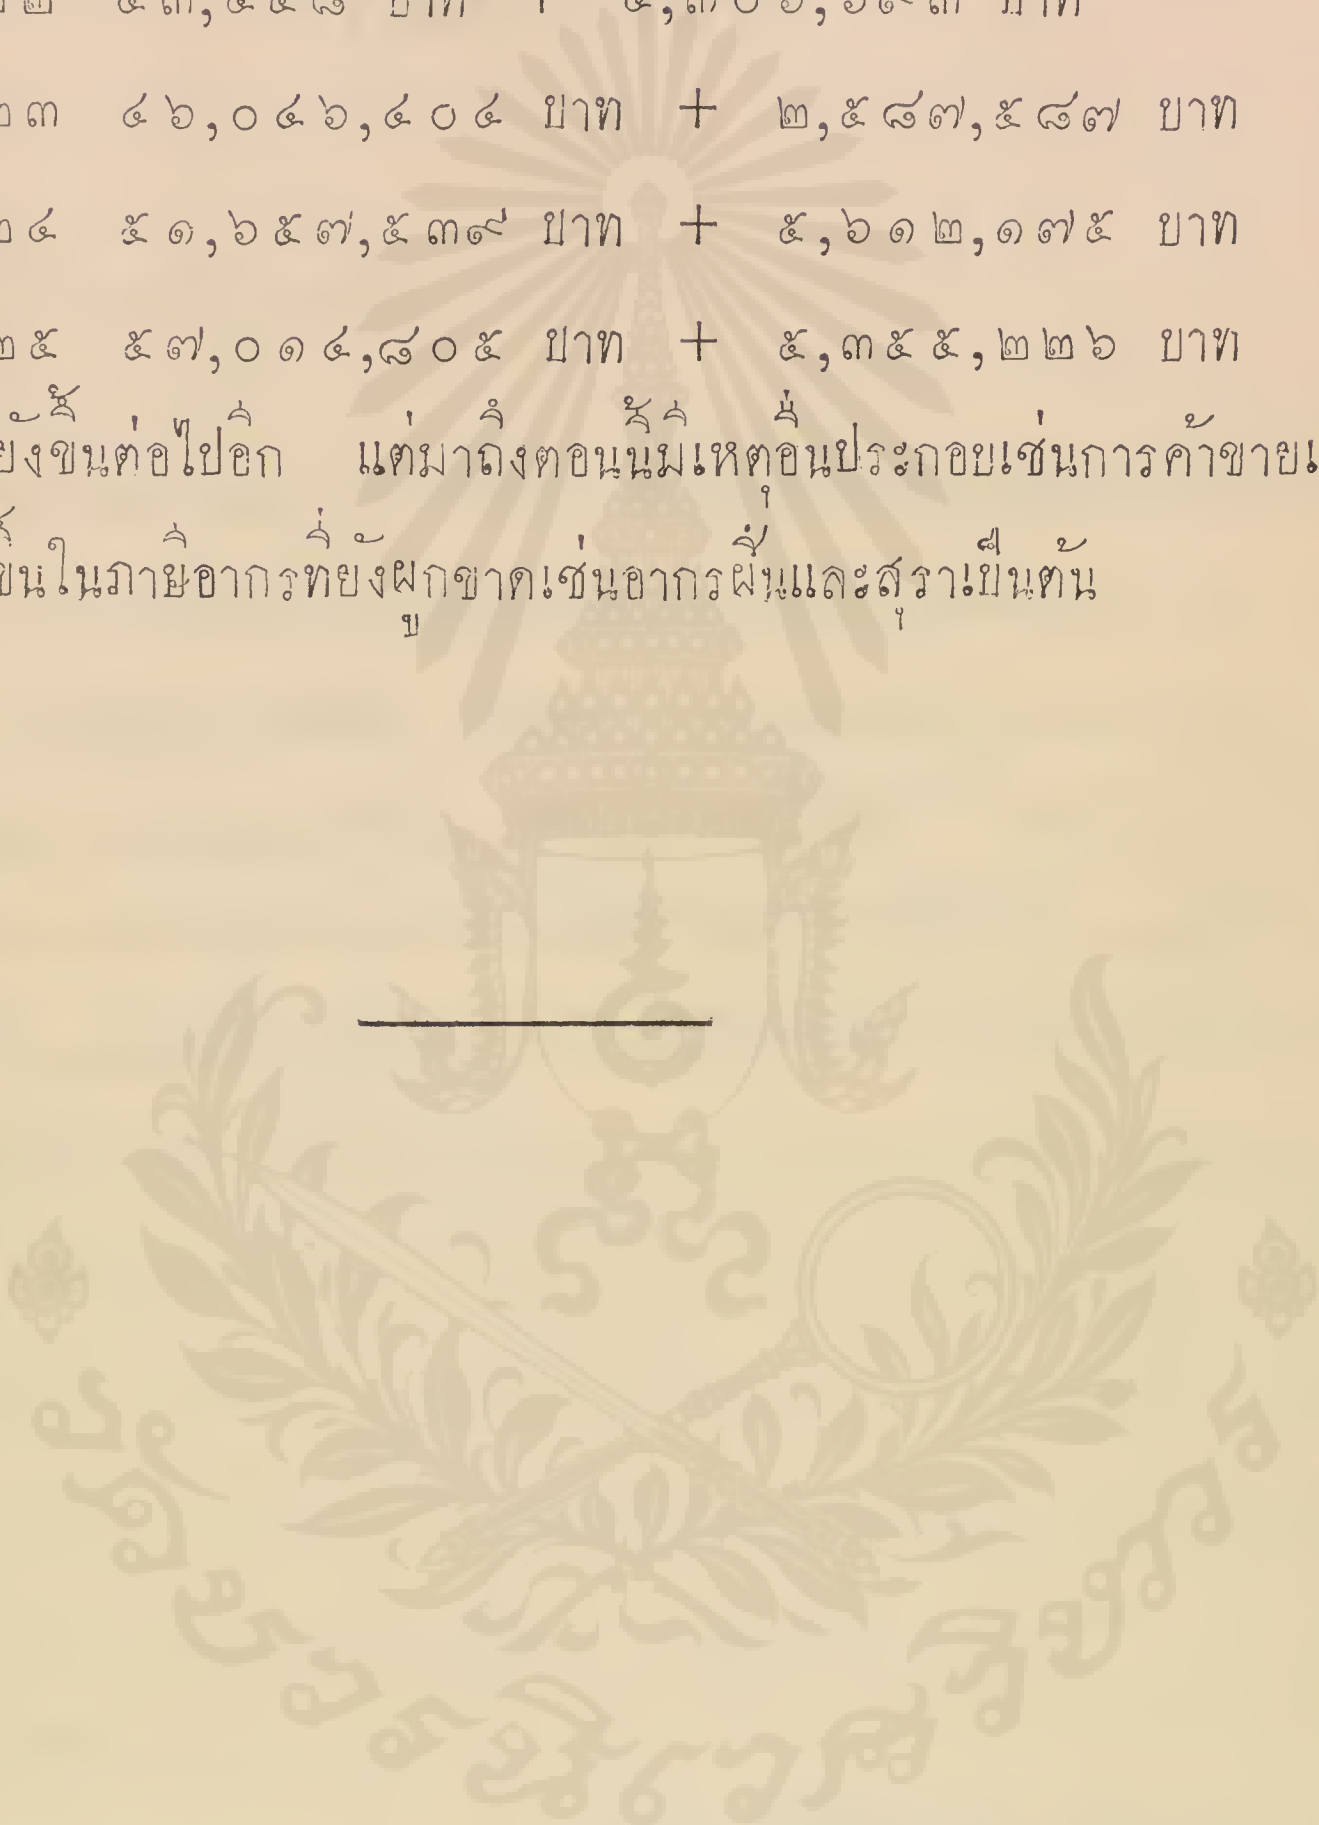 ๒๓ ๔๖,๐๔๖,๔๐๔ บาท + ๒,๕๘๗,๕๘๗ บาท
๒๔ ๕๑,๖๕๗,๕๓๙ บาท + ๕,๖๑๒,๑๗๕ บาท
๒๕ ๕๗,๐๑๔,๘๐๕ บาท + ๕,๓๕๕,๒๒๖ บาท
ยังขึ้นต่อไปอีก แต่มาถึงตอนนี้มีเหตุอื่นประกอบเช่นการค้าขาย
ขึ้นในภาษีอากรที่ยังผูกขาดเช่นอากรฝิ่นและสุราเป็นต้น